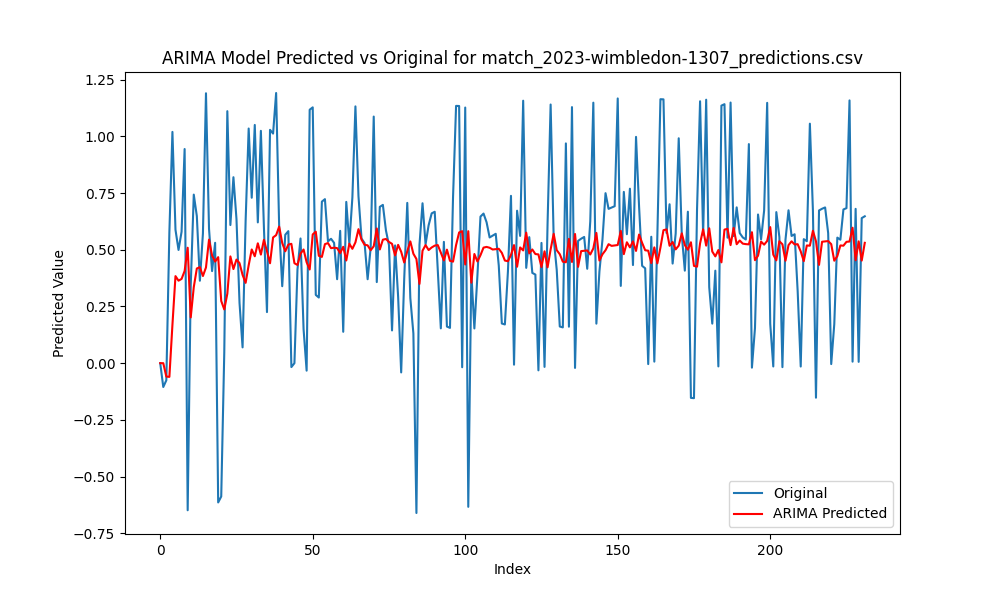 ARIMA Model Predicted vs Original for match_2023-wimbledon-1307_predictions.csv
Predicted Value
1.25
1.00
0.75
0.50
0.25
0.00
−0.25
−0.50
−0.75
0
50
100
150
200
Index
Original
ARIMA Predicted